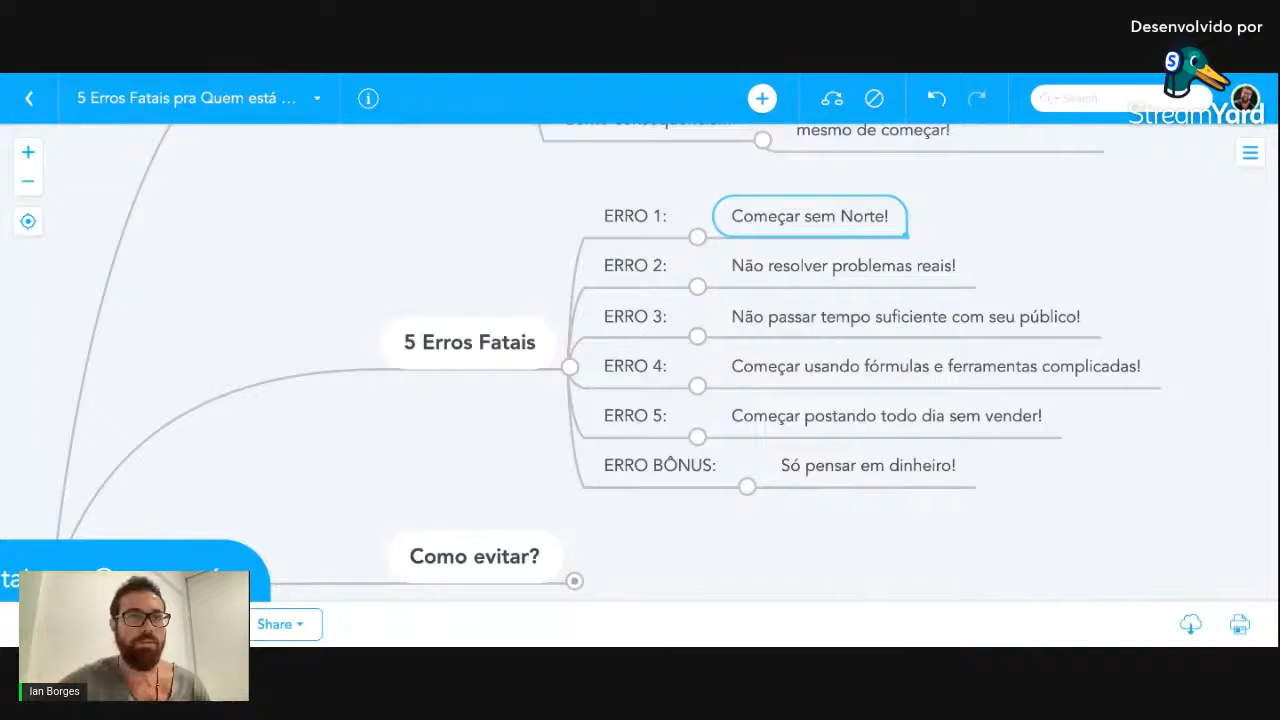 Desenvolvido por
StreamYard
5 Erros Fatais pra Quem está ...
Search
mesmo de começar!
ERRO 1: Começar sem Norte!
ERRO 2: Não resolver problemas reais!
ERRO 3: Não passar tempo suficiente com seu público!
5 Erros Fatais
ERRO 4: Começar usando fórmulas e ferramentas complicadas!
ERRO 5: Começar postando todo dia sem vender!
ERRO BÔNUS: Só pensar em dinheiro!
Como evitar?
Share
Ian Borges